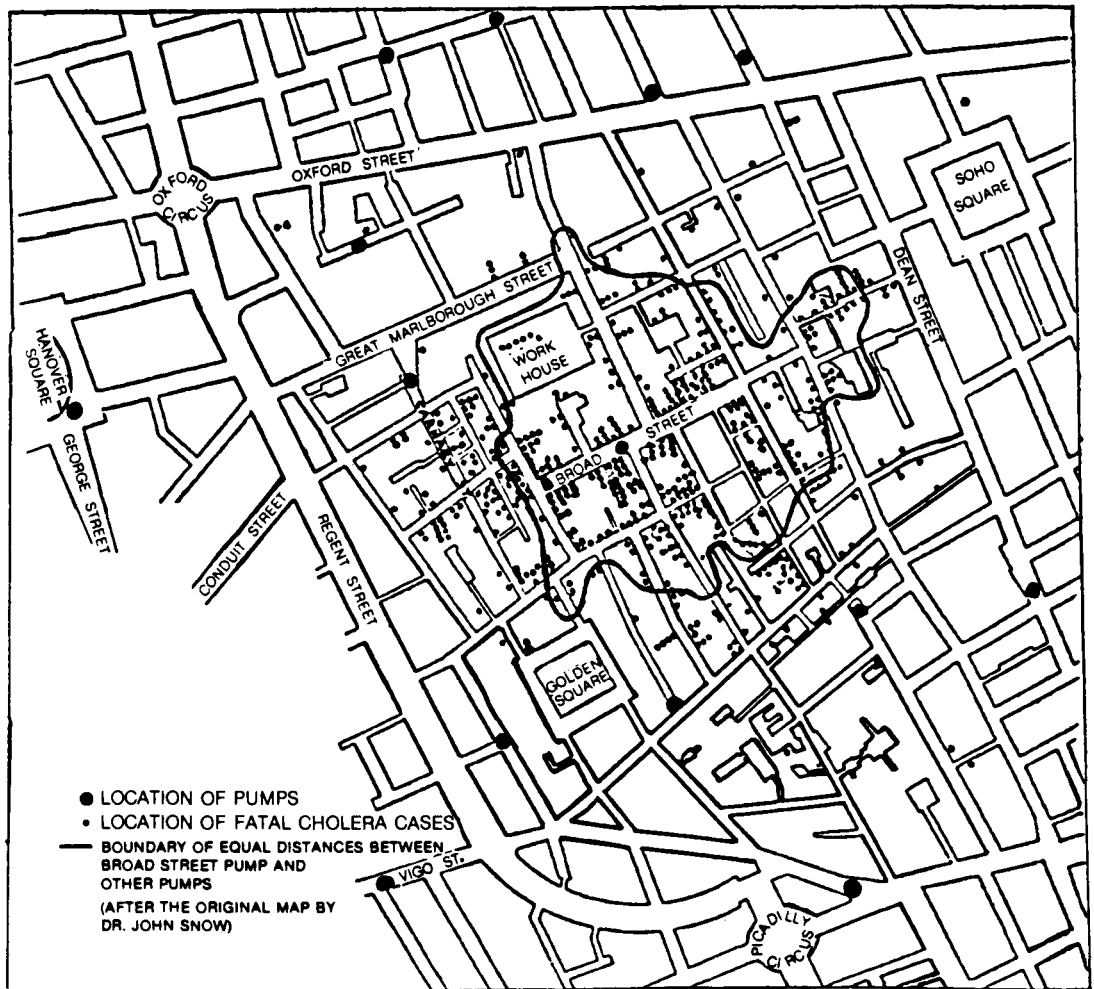 OXFORD STREET
OXFORD
CIRCUS
SOHO
SQUARE
DEAN STREET
GREAT MARLBOROUGH STREET
HANOVER
SQUARE
WORK
HOUSE
BROAD STREET
GEORGE STREET
CONDUIT STREET
REGENT STREET
GOLDEN
SQUARE
● LOCATION OF PUMPS
• LOCATION OF FATAL CHOLERA CASES
BOUNDARY OF EQUAL DISTANCES BETWEEN
BROAD STREET PUMP AND
OTHER PUMPS
(AFTER THE ORIGINAL MAP BY
DR. JOHN SNOW)
VIGO ST.
PICADILLY
CIRCUS